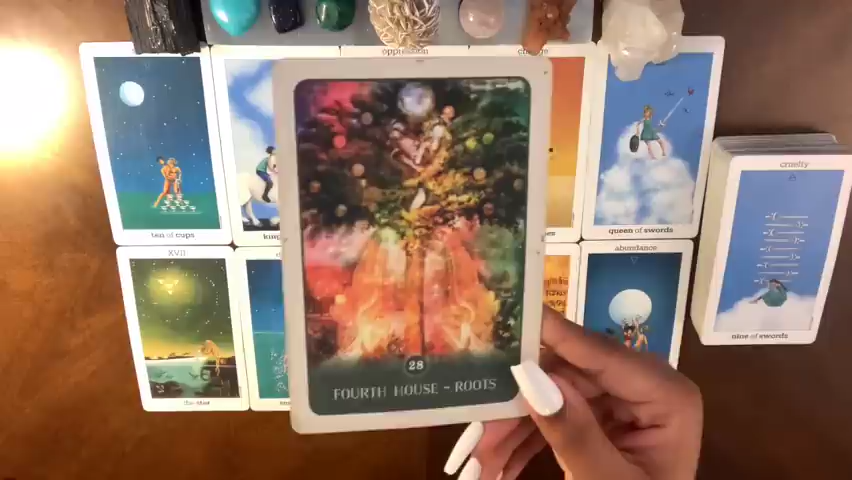 oppression
cruelty
ten of cups
queen of swords
XVII
abundance
28
FOURTH HOUSE - ROOTS
nine of swords
the star